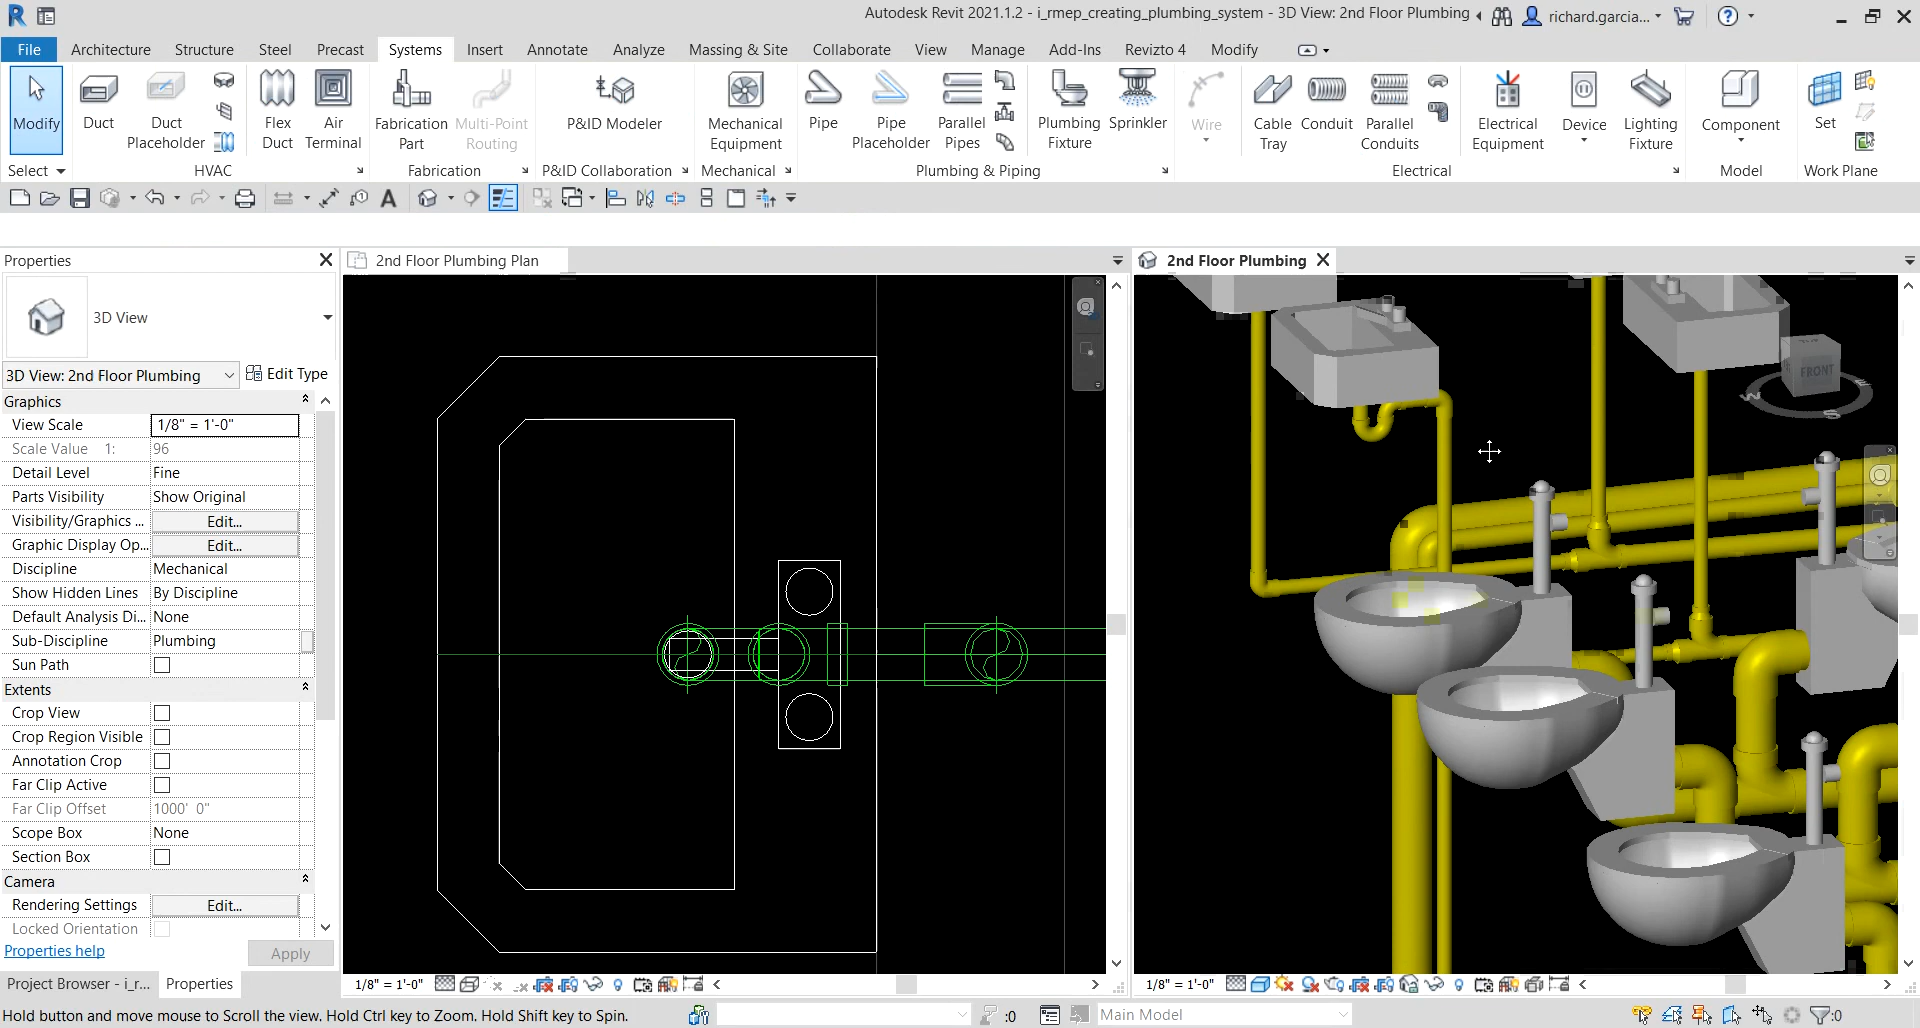 Autodesk Revit 2021.1.2 - i_rmep_creating_plumbing_system - 3D View: 2nd Floor Plumbing
richard.garcia...
File Architecture Structure Steel Precast Systems Insert Annotate Analyze Massing & Site Collaborate View Manage Add-Ins Revizto 4 Modify
Modify
Duct
Duct Placeholder
Flex Duct
Air Terminal
Fabrication Part
Multi-Point Routing
P&ID Modeler
Mechanical Equipment
Pipe
Pipe Placeholder
Parallel Pipes
Plumbing Fixture
Sprinkler
Wire
Cable Tray
Conduit
Parallel Conduits
Electrical Equipment
Device
Lighting Fixture
Component
Set
Select HVAC Fabrication P&ID Collaboration Mechanical Plumbing & Piping Electrical Model Work Plane
Properties
3D View
3D View: 2nd Floor Plumbing Edit Type
Graphics
View Scale 1/8" = 1'-0"
Scale Value 1: 96
Detail Level Fine
Parts Visibility Show Original
Visibility/Graphics ... Edit...
Graphic Display Op... Edit...
Discipline Mechanical
Show Hidden Lines By Discipline
Default Analysis Di... None
Sub-Discipline Plumbing
Sun Path
Extents
Crop View
Crop Region Visible
Annotation Crop
Far Clip Active
Far Clip Offset 1000' 0"
Scope Box None
Section Box
Camera
Rendering Settings Edit...
Locked Orientation
Properties help Apply
Project Browser - i_r... Properties
2nd Floor Plumbing Plan
1/8" = 1'-0"
2nd Floor Plumbing
FRONT
W
S
1/8" = 1'-0"
Hold button and move mouse to Scroll the view. Hold Ctrl key to Zoom. Hold Shift key to Spin.
:0
Main Model
:0